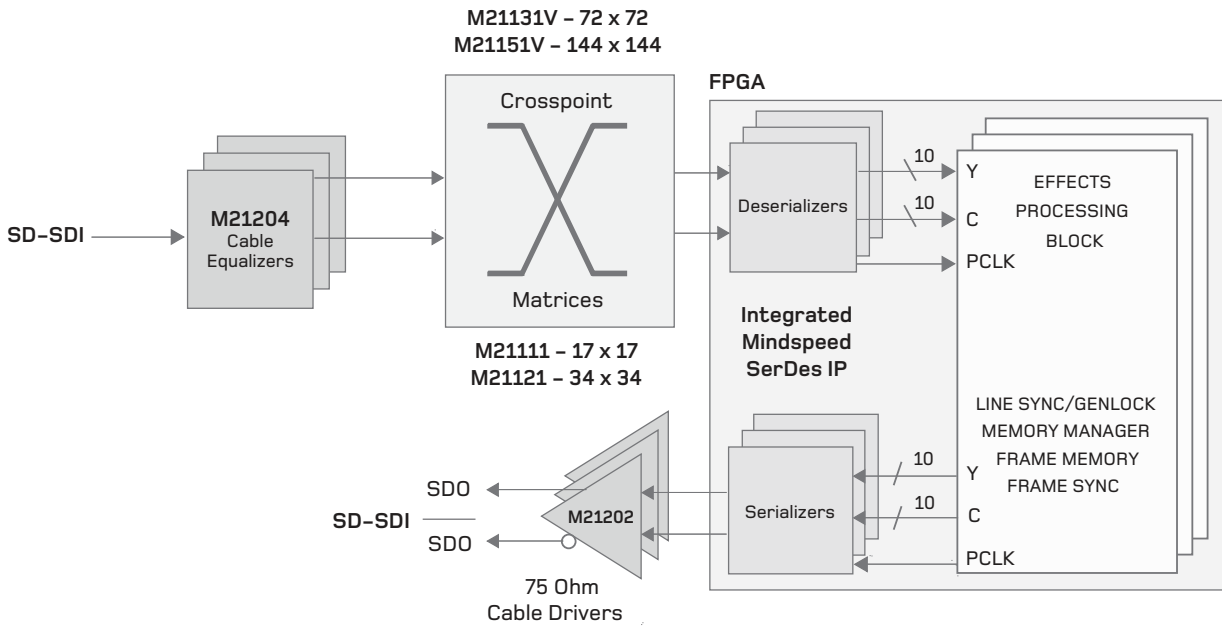 M21131V – 72 x 72
M21151V – 144 x 144
FPGA
Crosspoint
Matrices
M21204
Cable
Equalizers
SD–SDI
M21111 – 17 x 17
M21121 – 34 x 34
Deserializers
10
Y
10
C
PCLK
EFFECTS
PROCESSING
BLOCK
Integrated
Mindspeed
SerDes IP
LINE SYNC/GENLOCK
MEMORY MANAGER
FRAME MEMORY
FRAME SYNC
10
Y
10
C
PCLK
Serializers
M21202
SDO
SD–SDI
SDO
75 Ohm
Cable Drivers